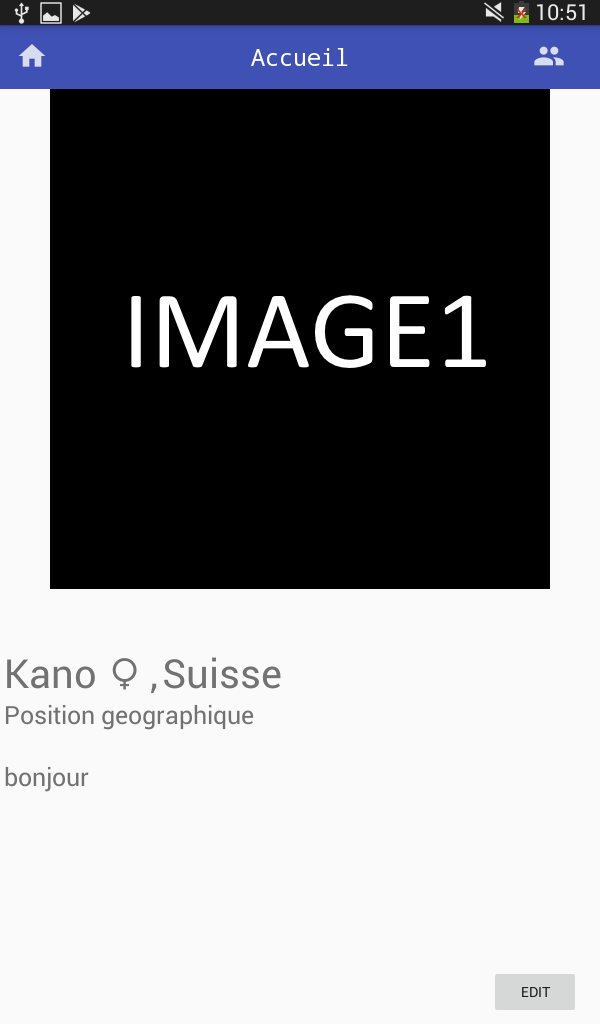 10:51
Accueil
IMAGE1
Kano ♀ , Suisse
Position geographique
bonjour
EDIT